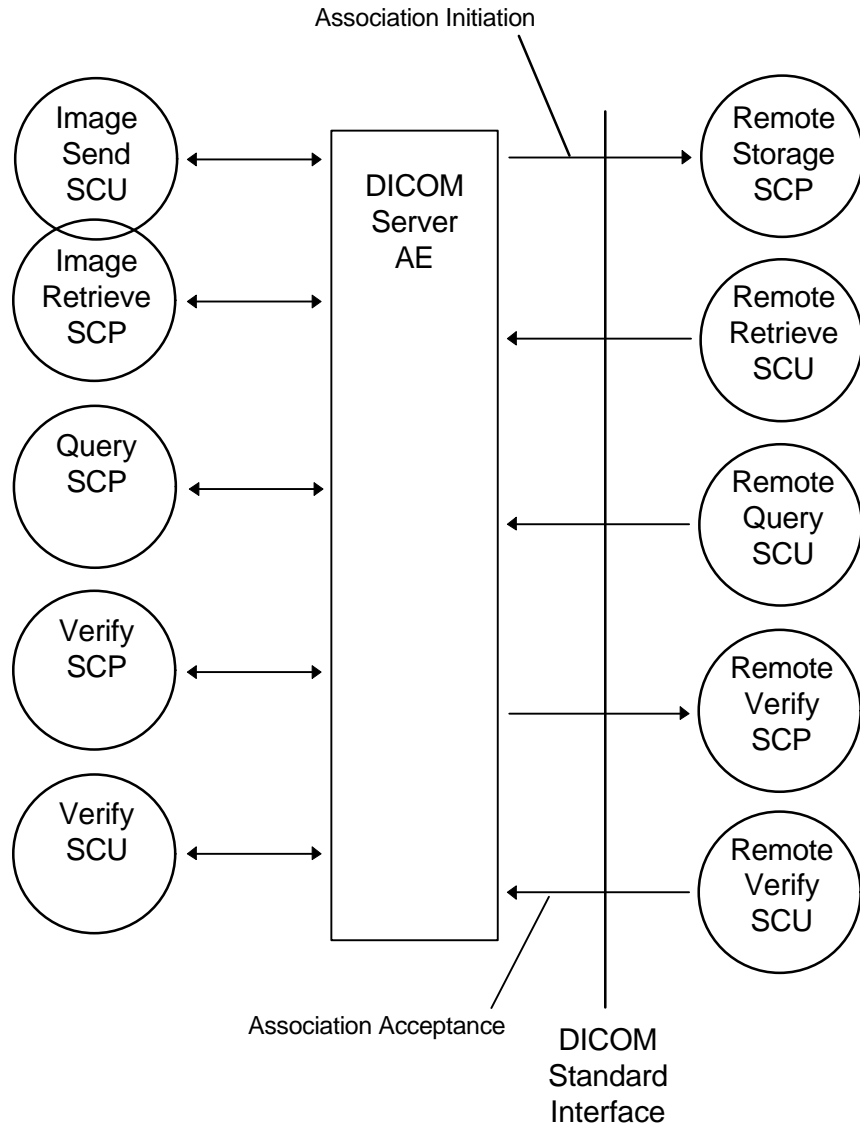 Association Initiation
Image
Send
SCU
Image
Retrieve
SCP
Query
SCP
Verify
SCP
Verify
SCU
DICOM
Server
AE
Remote
Storage
SCP
Remote
Retrieve
SCU
Remote
Query
SCU
Remote
Verify
SCP
Remote
Verify
SCU
Association Acceptance
DICOM
Standard
Interface